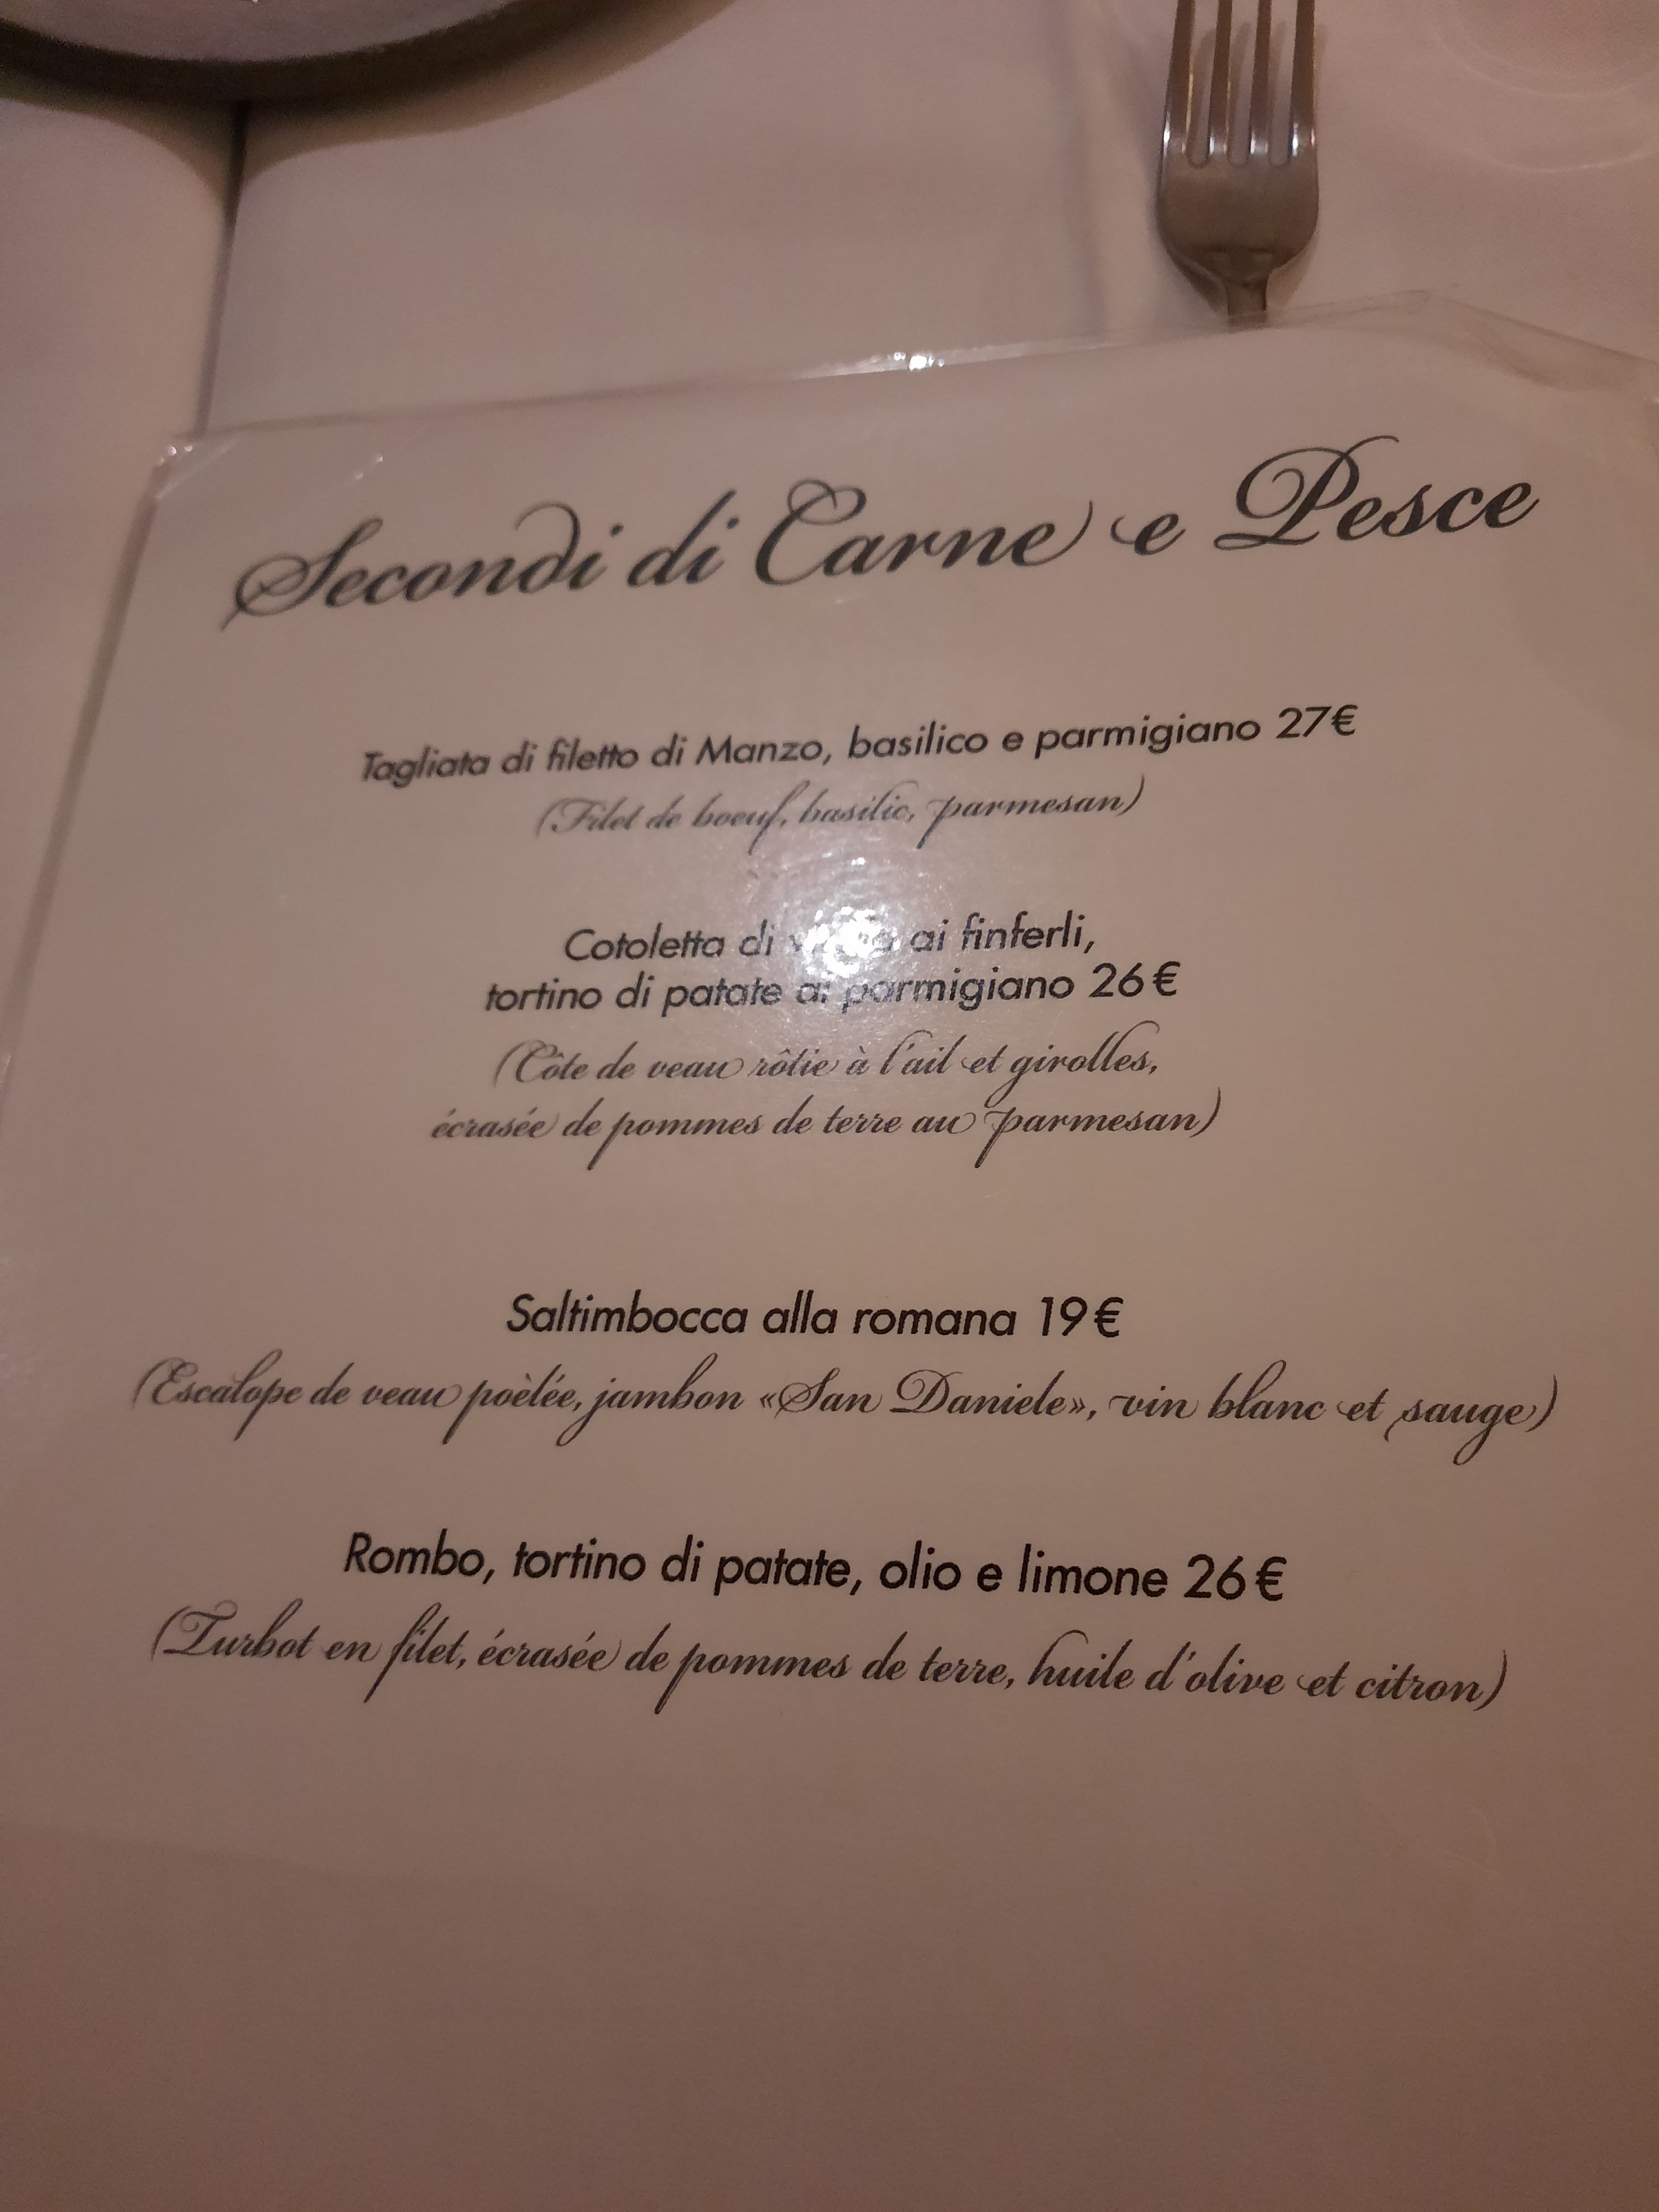 Secondi di Carne e Pesce
Tagliata di filetto di Manzo, basilico e parmigiano 27€
(Filet de boeuf, basilic, parmesan)
Cotoletta di ai finferli,
tortino di patate al parmigiano 26€
(Côte de veau rôtie à l'ail et girolles,
écrasée de pommes de terre au parmesan)
Saltimbocca alla romana 19€
(Escalope de veau poèlée, jambon «San Daniele», vin blanc et sauge)
Rombo, tortino di patate, olio e limone 26€
(Turbot en filet, écrasée de pommes de terre, huile d'olive et citron)